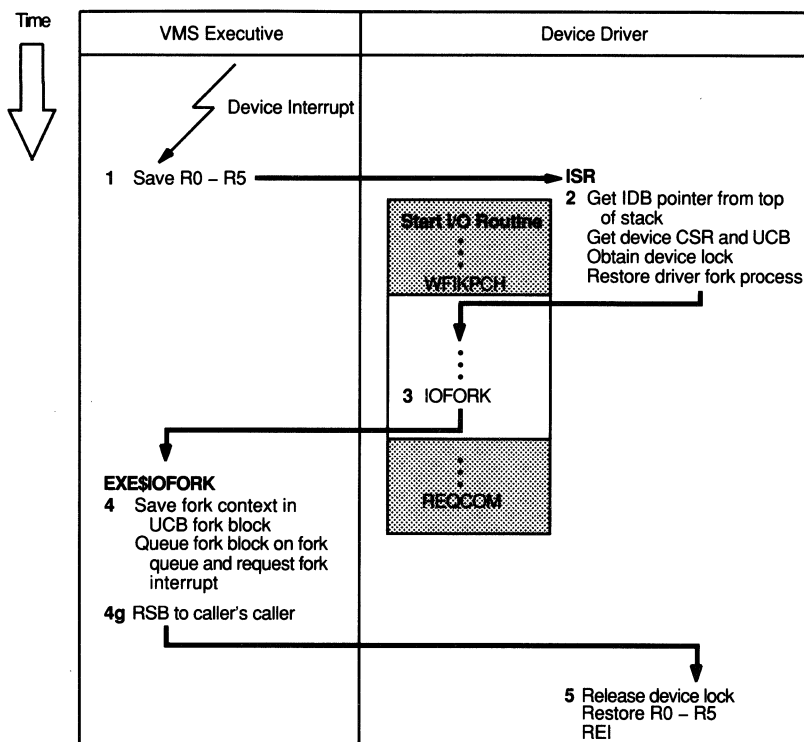 Time
VMS Executive
Device Driver
Device Interrupt
1 Save R0 – R5
ISR
2 Get IDB pointer from top
of stack
Get device CSR and UCB
Obtain device lock
Restore driver fork process
Start I/O Routine
WFIKPCH
3 IOFORK
EXE$IOFORK
4 Save fork context in
UCB fork block
Queue fork block on fork
queue and request fork
interrupt
REQCOM
4g RSB to caller's caller
5 Release device lock
Restore R0 – R5
REI